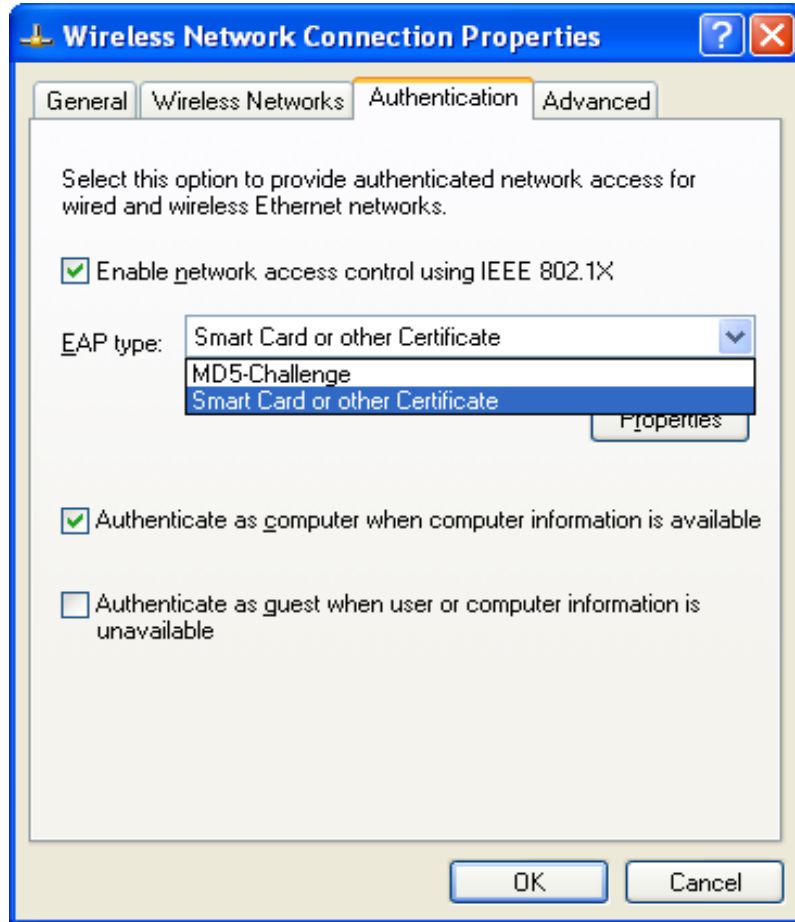 Wireless Network Connection Properties
General Wireless Networks Authentication Advanced
Select this option to provide authenticated network access for
wired and wireless Ethernet networks.
Enable network access control using IEEE 802.1X
EAP type: Smart Card or other Certificate
MD5-Challenge
Smart Card or other Certificate
Properties
Authenticate as computer when computer information is available
Authenticate as guest when user or computer information is
unavailable
OK Cancel